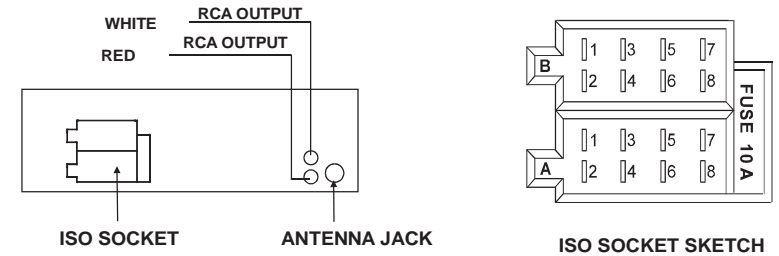 WHITE RCA OUTPUT
RED RCA OUTPUT
ISO SOCKET
ANTENNA JACK
B
1 3 5 7
2 4 6 8
A
1 3 5 7
2 4 6 8
FUSE 10A
ISO SOCKET SKETCH